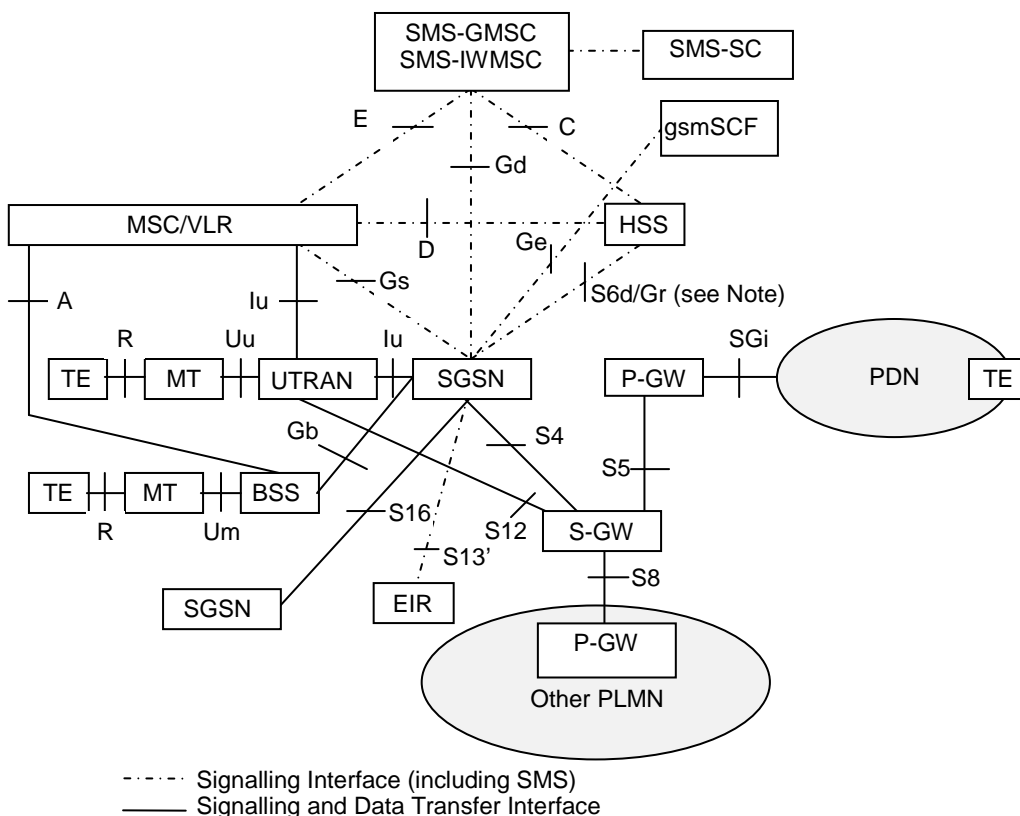 SMS-GMSC
SMS-IWMSC
SMS-SC
E
C
gsmSCF
Gd
MSC/VLR
HSS
D
Ge
Gs
S6d/Gr (see Note)
A
Iu
SGi
R
Uu
Iu
TE
MT
UTRAN
SGSN
P-GW
PDN
TE
Gb
S4
S5
TE
MT
BSS
R
Um
S16
S12
S-GW
S13’
S8
SGSN
EIR
P-GW
Other PLMN
Signalling Interface (including SMS)
Signalling and Data Transfer Interface